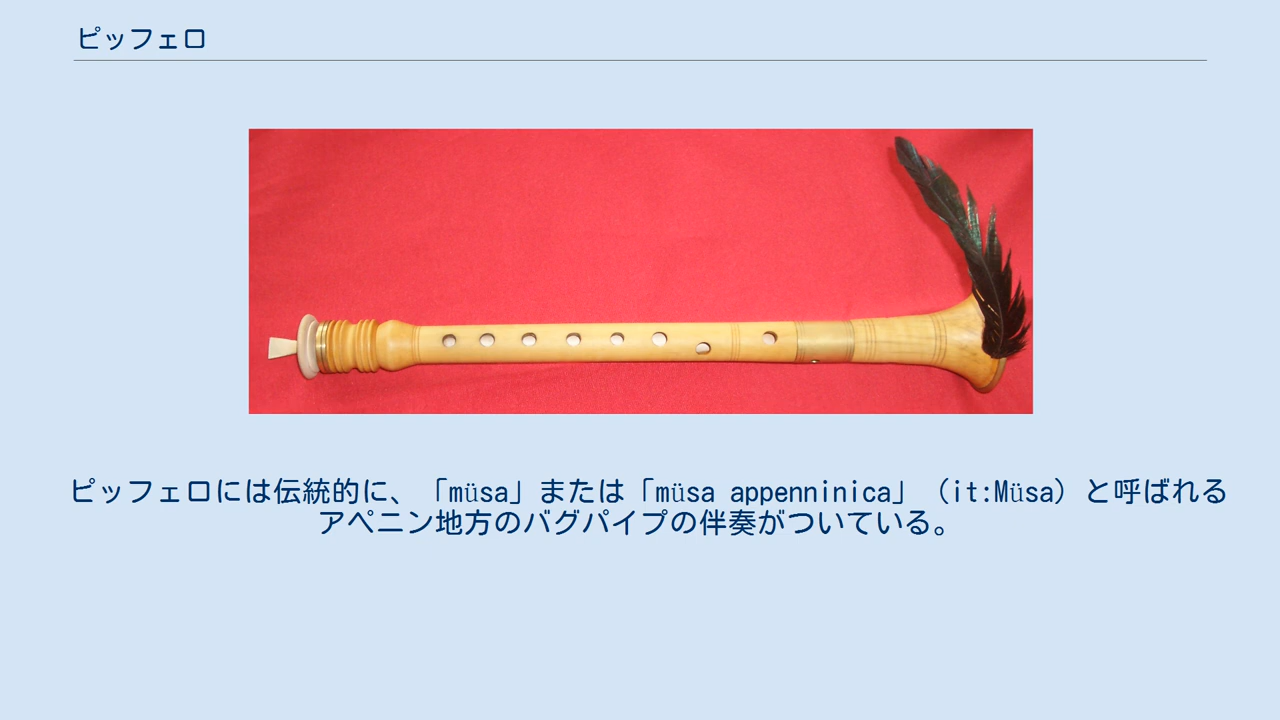 ピッフェロ
ピッフェロには伝統的に、「müsa」または「müsa appenninica」（it:Müsa）と呼ばれる
アペニン地方のバグパイプの伴奏がついている。